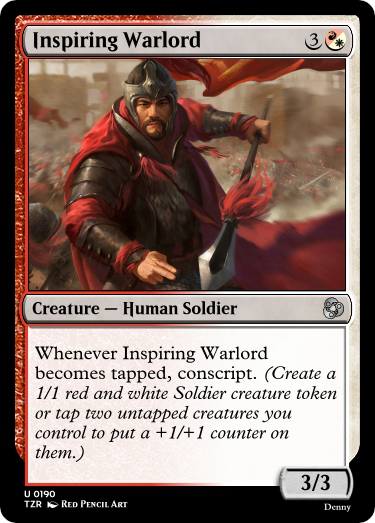 Inspiring Warlord 3
Creature — Human Soldier
Whenever Inspiring Warlord
becomes tapped, conscript. (Create a
1/1 red and white Soldier creature token
or tap two untapped creatures you
control to put a +1/+1 counter on
them.)
3/3
U 0190
TZR Red Pencil Art
Denny